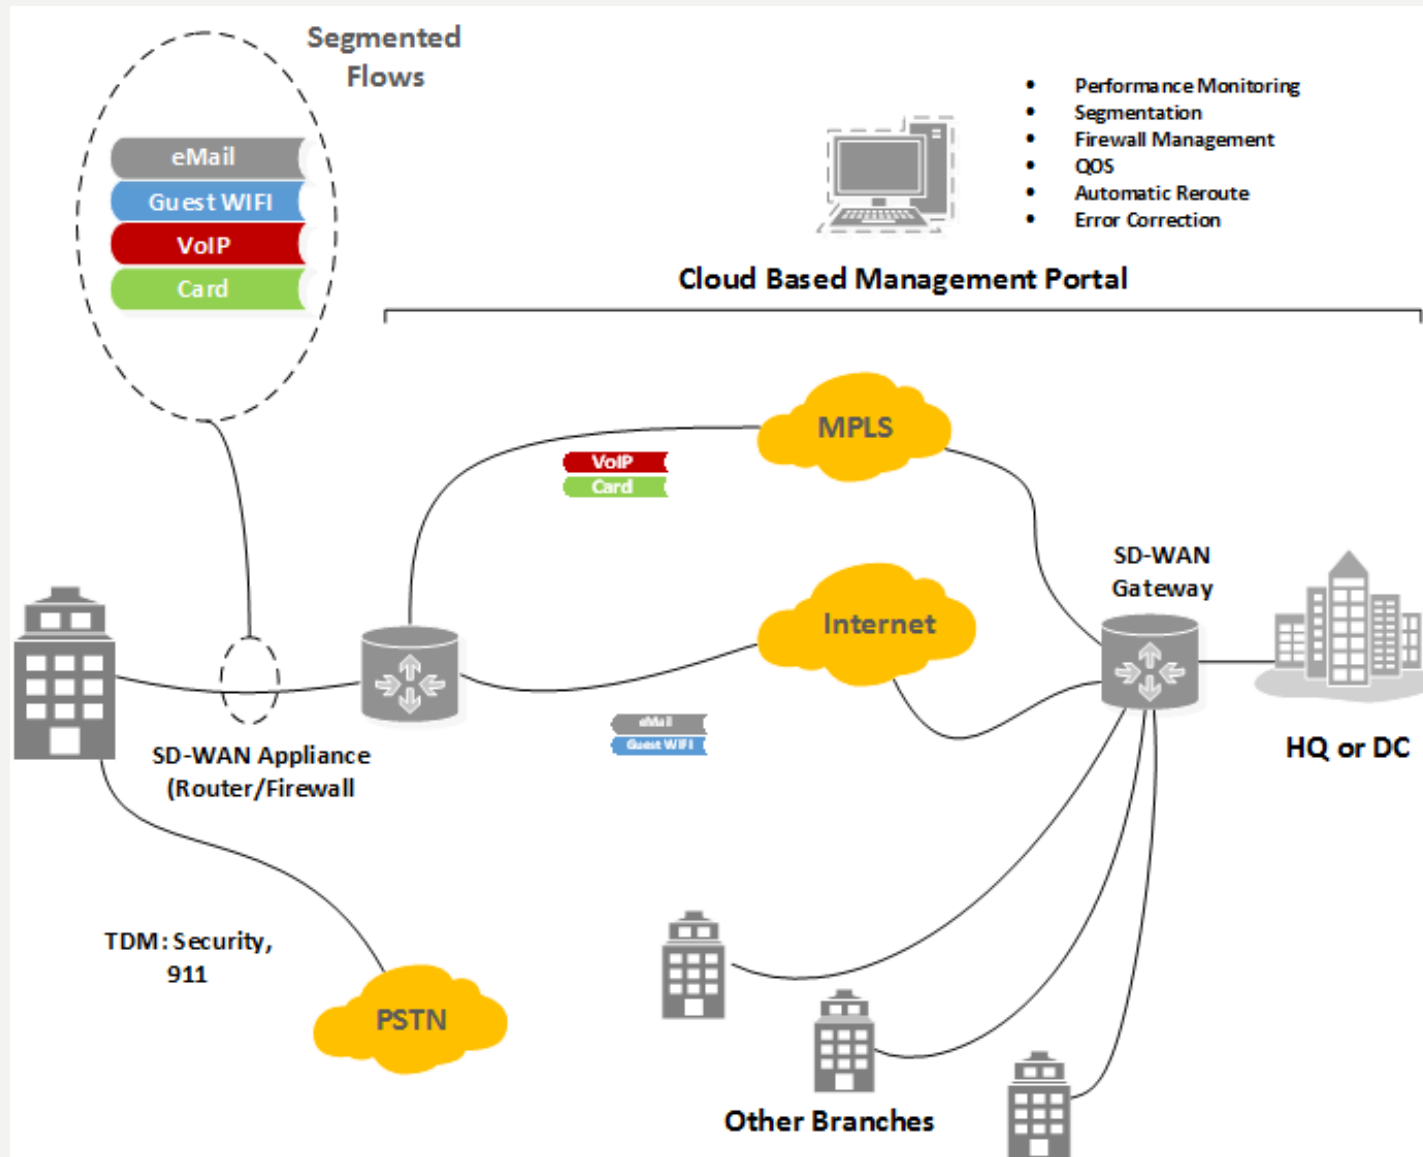 Segmented
Flows
eMail
Guest WIFI
VoIP
Card
Performance Monitoring
Segmentation
Firewall Management
QOS
Automatic Reroute
Error Correction
Cloud Based Management Portal
MPLS
VoIP
Card
Internet
eMail
Guest WIFI
SD-WAN
Gateway
HQ or DC
SD-WAN Appliance
(Router/Firewall
TDM: Security,
911
PSTN
Other Branches